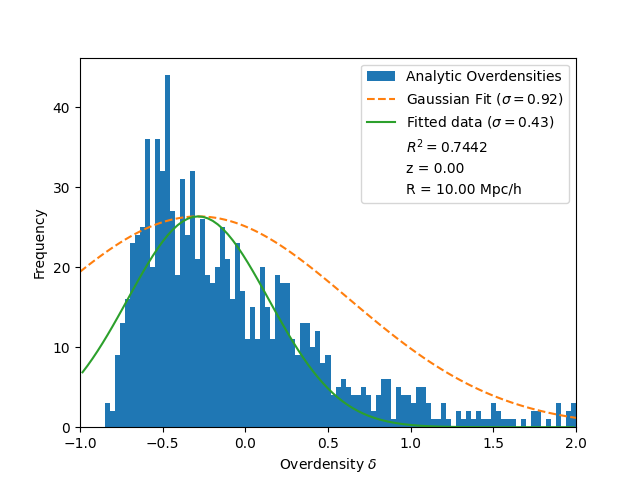 Analytic Overdensities
Gaussian Fit (σ = 0.92)
Fitted data (σ = 0.43)
R² = 0.7442
z = 0.00
R = 10.00 Mpc/h
Frequency
40
30
20
10
0
−1.0 −0.5 0.0 0.5 1.0 1.5 2.0
Overdensity δ